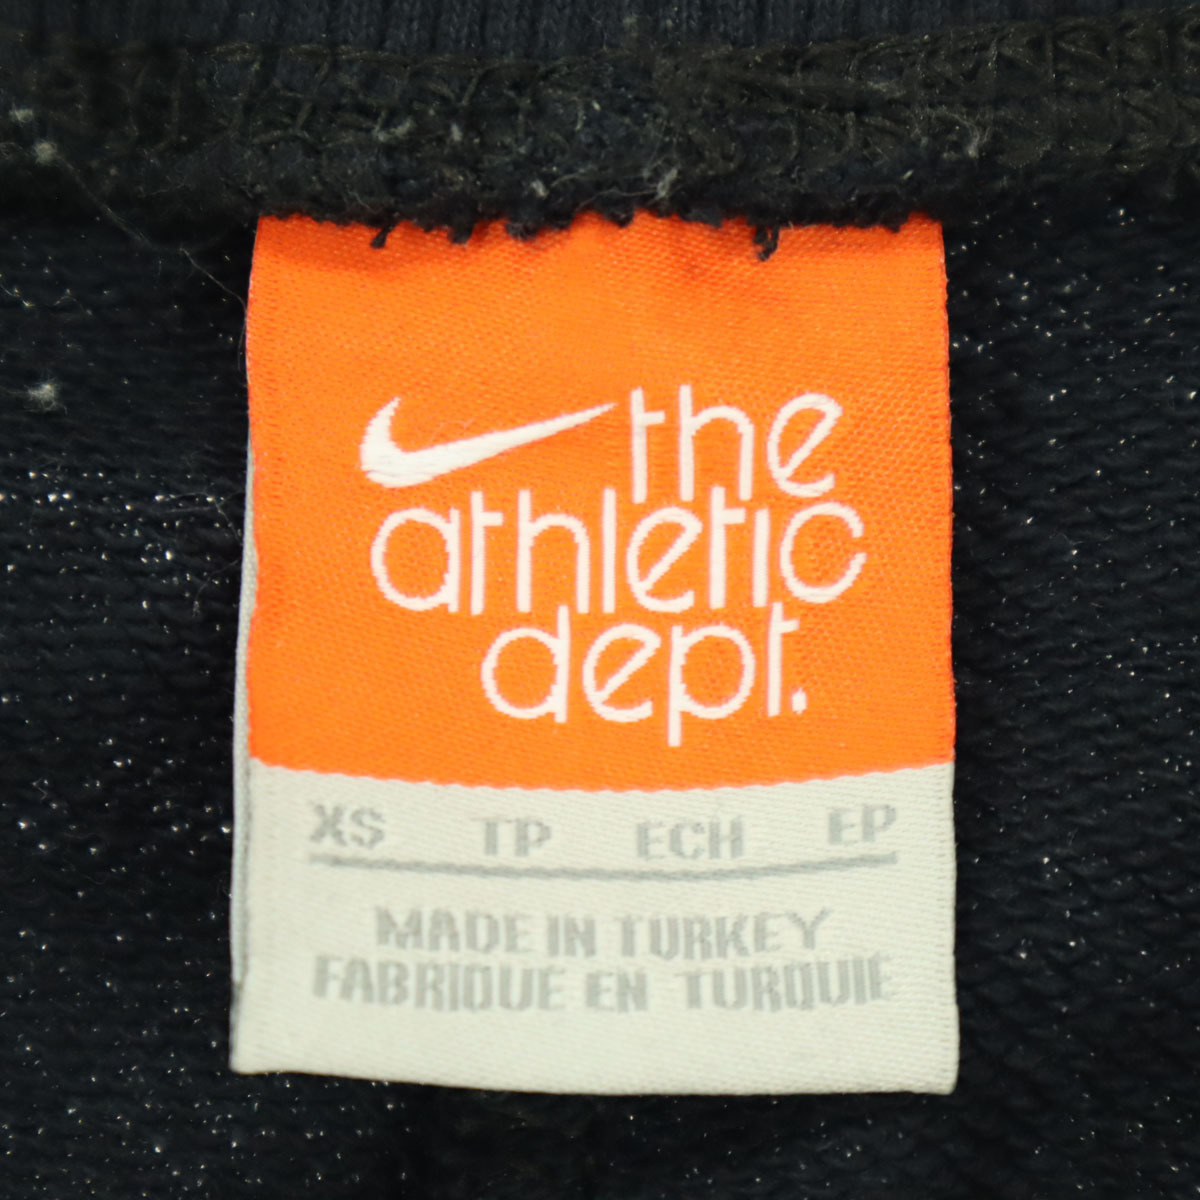 the
athletic
dept.
XS TP ECH EP
MADE IN TURKEY
FABRIQUE EN TURQUIE